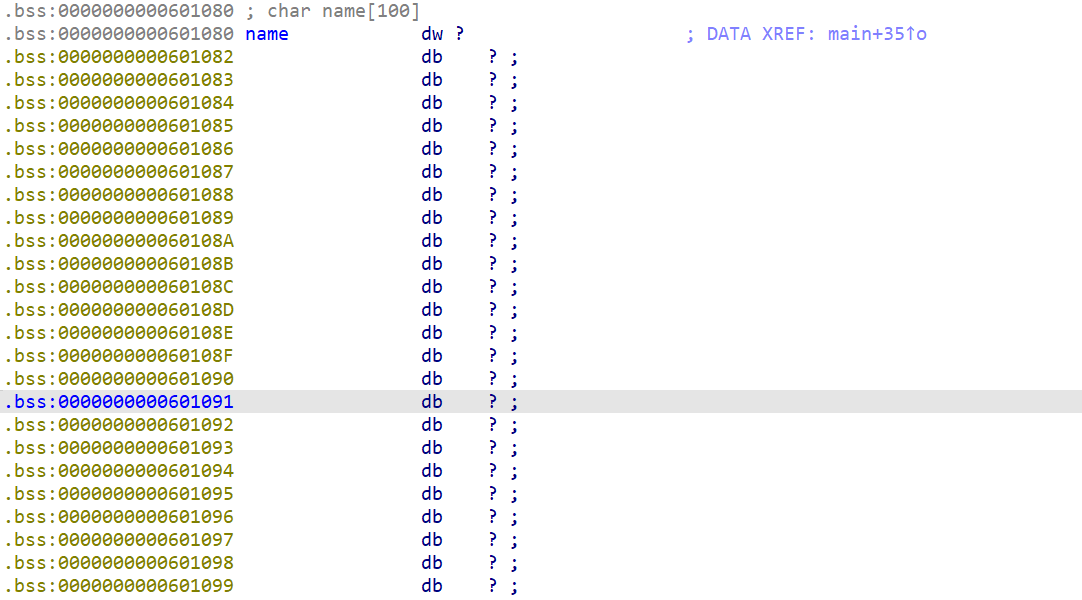 .bss:0000000000601080 ; char name[100]
.bss:0000000000601080 name dw ? ; DATA XREF: main+35↑o
.bss:0000000000601082 db ? ;
.bss:0000000000601083 db ? ;
.bss:0000000000601084 db ? ;
.bss:0000000000601085 db ? ;
.bss:0000000000601086 db ? ;
.bss:0000000000601087 db ? ;
.bss:0000000000601088 db ? ;
.bss:0000000000601089 db ? ;
.bss:000000000060108A db ? ;
.bss:000000000060108B db ? ;
.bss:000000000060108C db ? ;
.bss:000000000060108D db ? ;
.bss:000000000060108E db ? ;
.bss:000000000060108F db ? ;
.bss:0000000000601090 db ? ;
.bss:0000000000601091 db ? ;
.bss:0000000000601092 db ? ;
.bss:0000000000601093 db ? ;
.bss:0000000000601094 db ? ;
.bss:0000000000601095 db ? ;
.bss:0000000000601096 db ? ;
.bss:0000000000601097 db ? ;
.bss:0000000000601098 db ? ;
.bss:0000000000601099 db ? ;